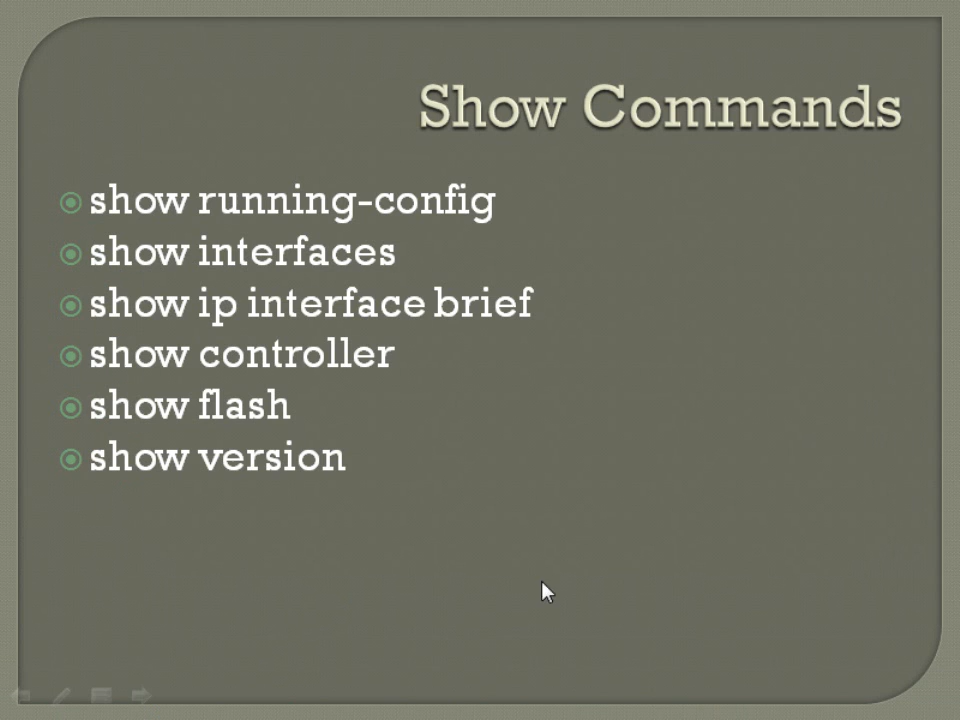 Show Commands
show running-config
show interfaces
show ip interface brief
show controller
show flash
show version